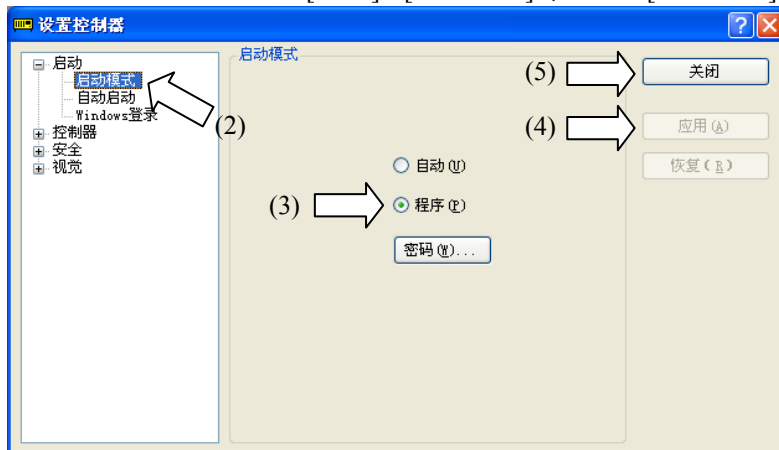 设置控制器
启动
启动模式
自动启动
Windows登录
控制器
安全
视觉
启动模式
自动(U)
程序(P)
密码(W)...
关闭
应用(A)
恢复(R)
(2)
(3)
(4)
(5)